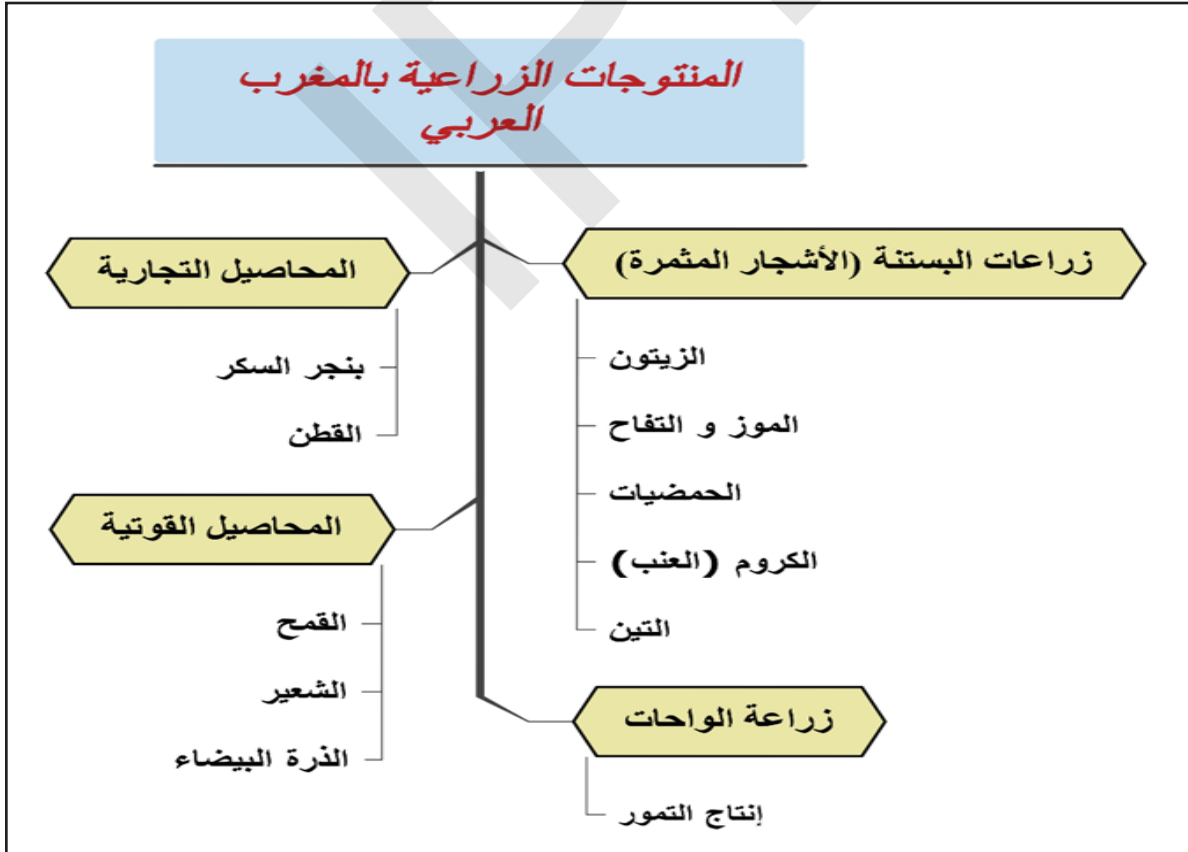 المنتوجات الزراعية بالمغرب
العربي
زراعات البستنة (الأشجار المثمرة)
الزيتون
الموز و التفاح
الحمضيات
الكروم (العنب)
التين
زراعة الواحات
إنتاج التمور
المحاصيل التجارية
بنجر السكر
القطن
المحاصيل القوتية
القمح
الشعير
الذرة البيضاء